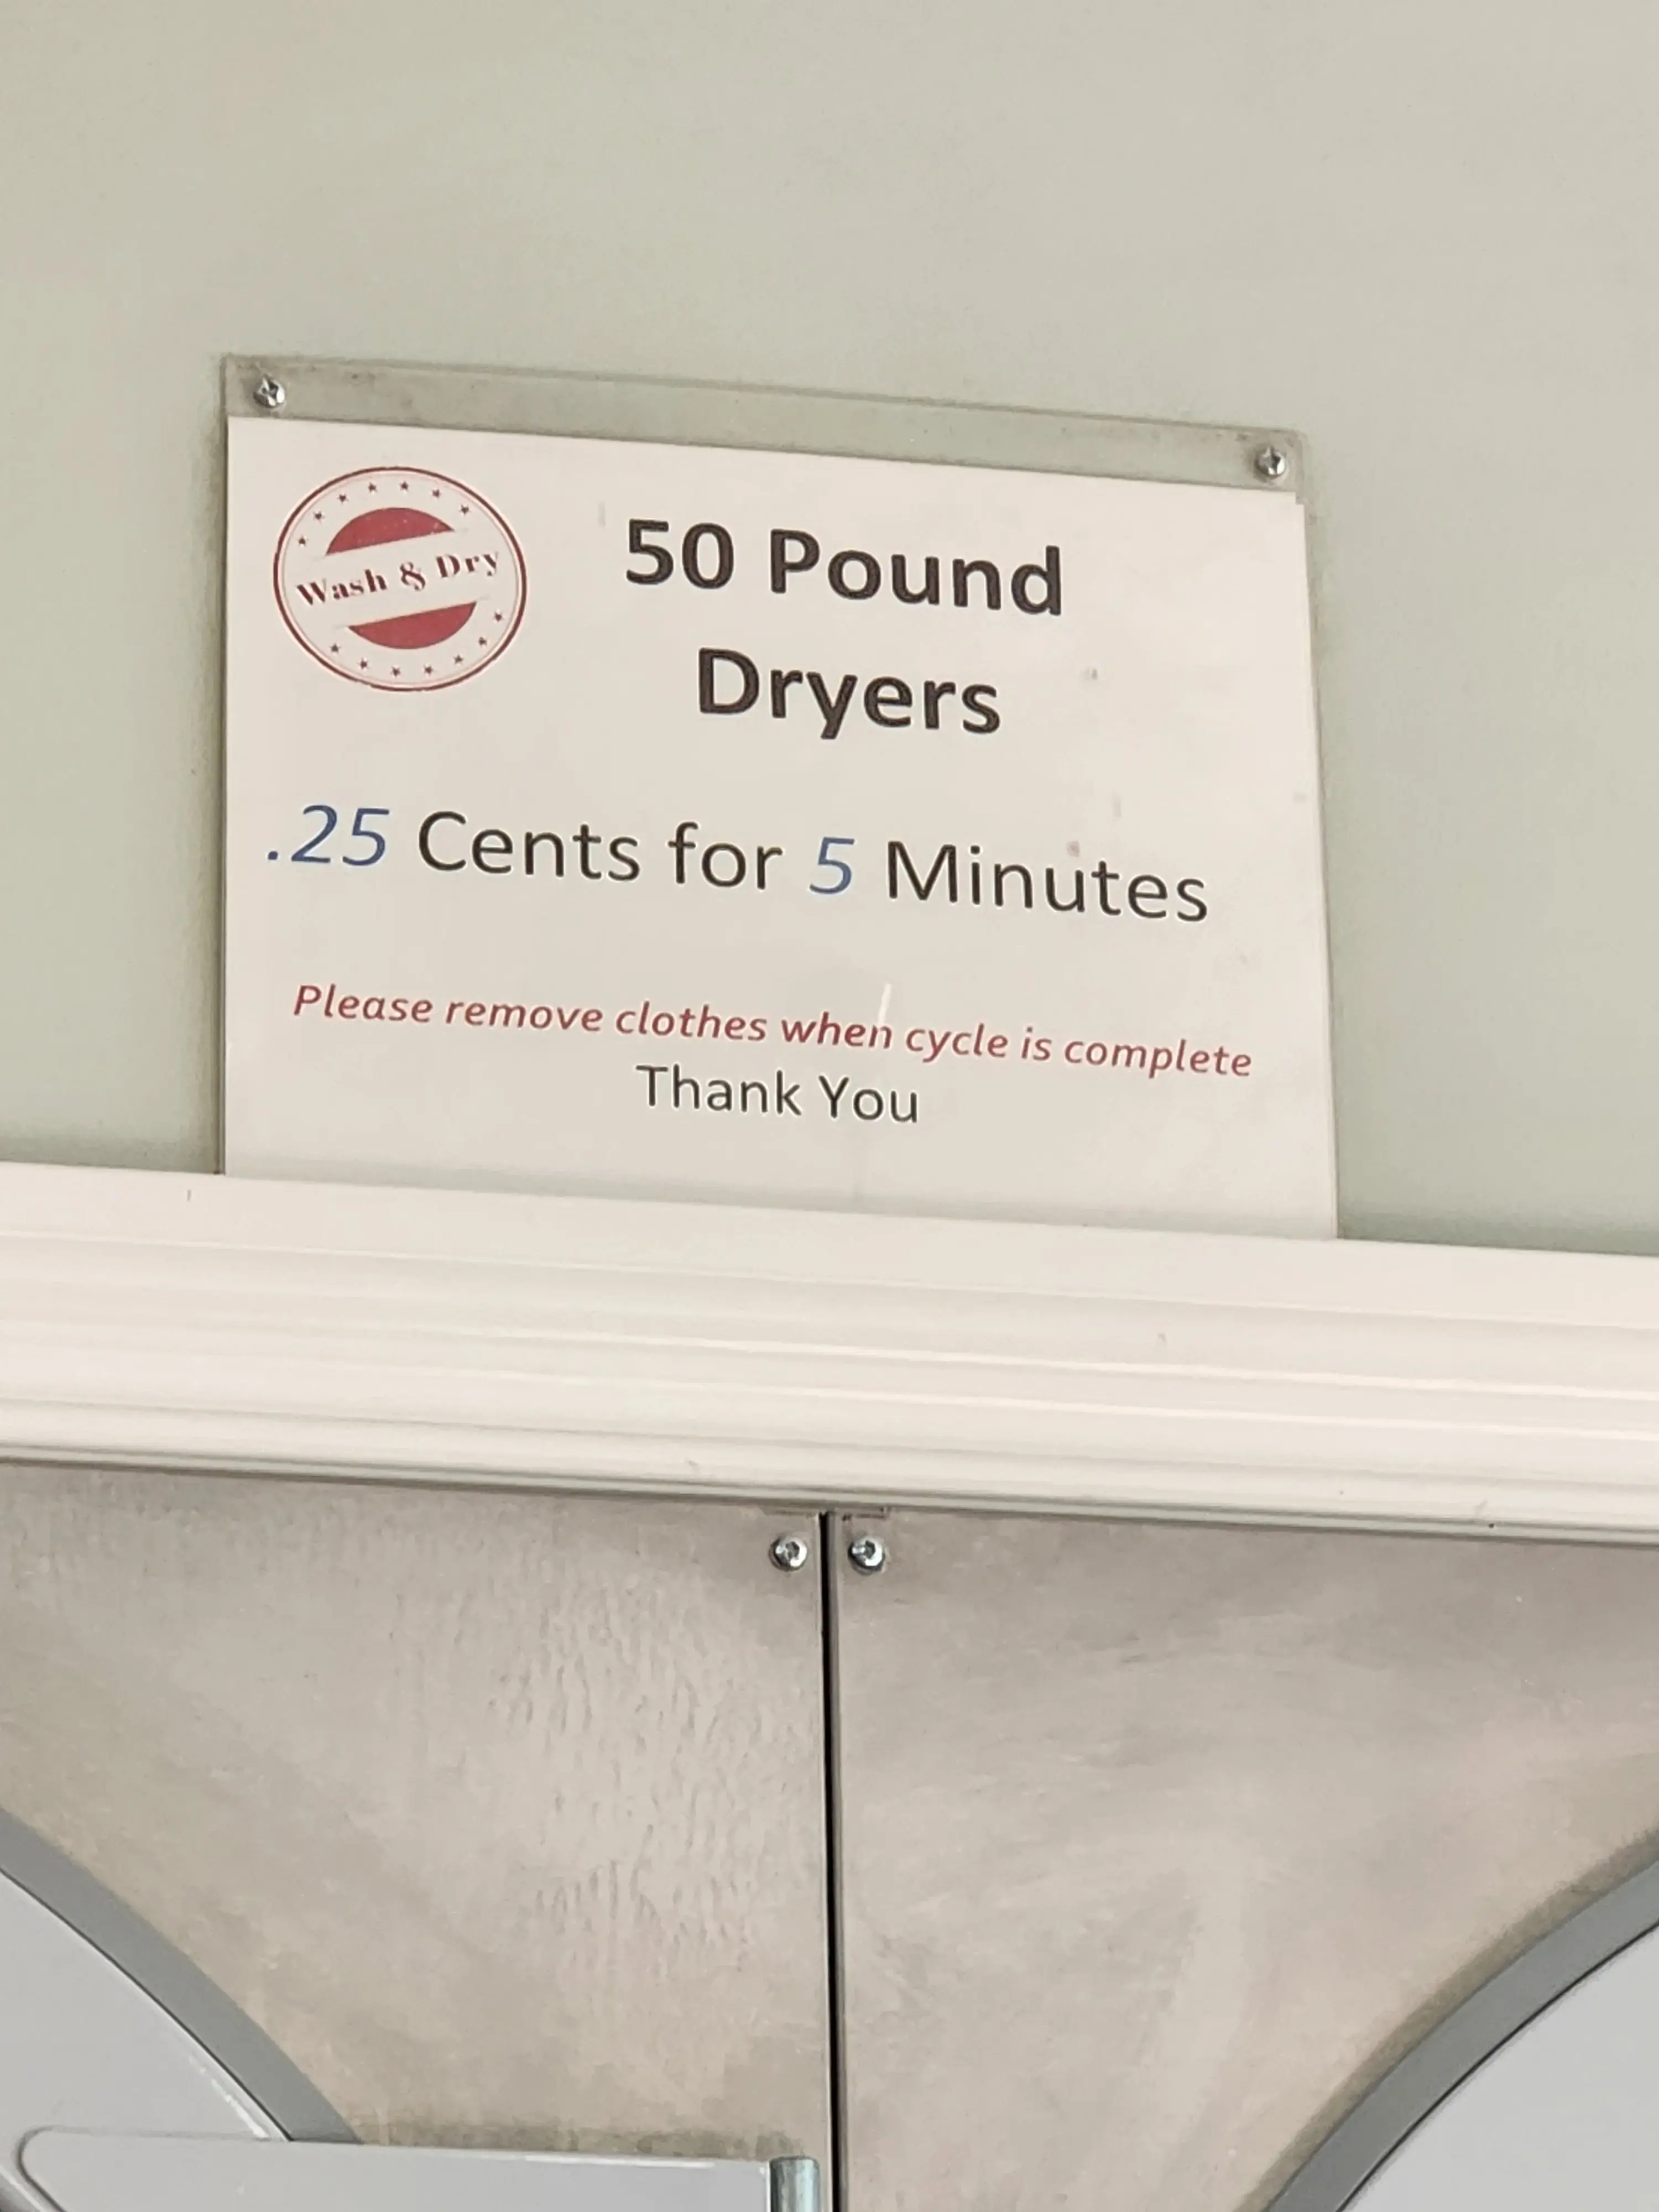 Wash & Dry
50 Pound
Dryers
.25 Cents for 5 Minutes
Please remove clothes when cycle is complete
Thank You